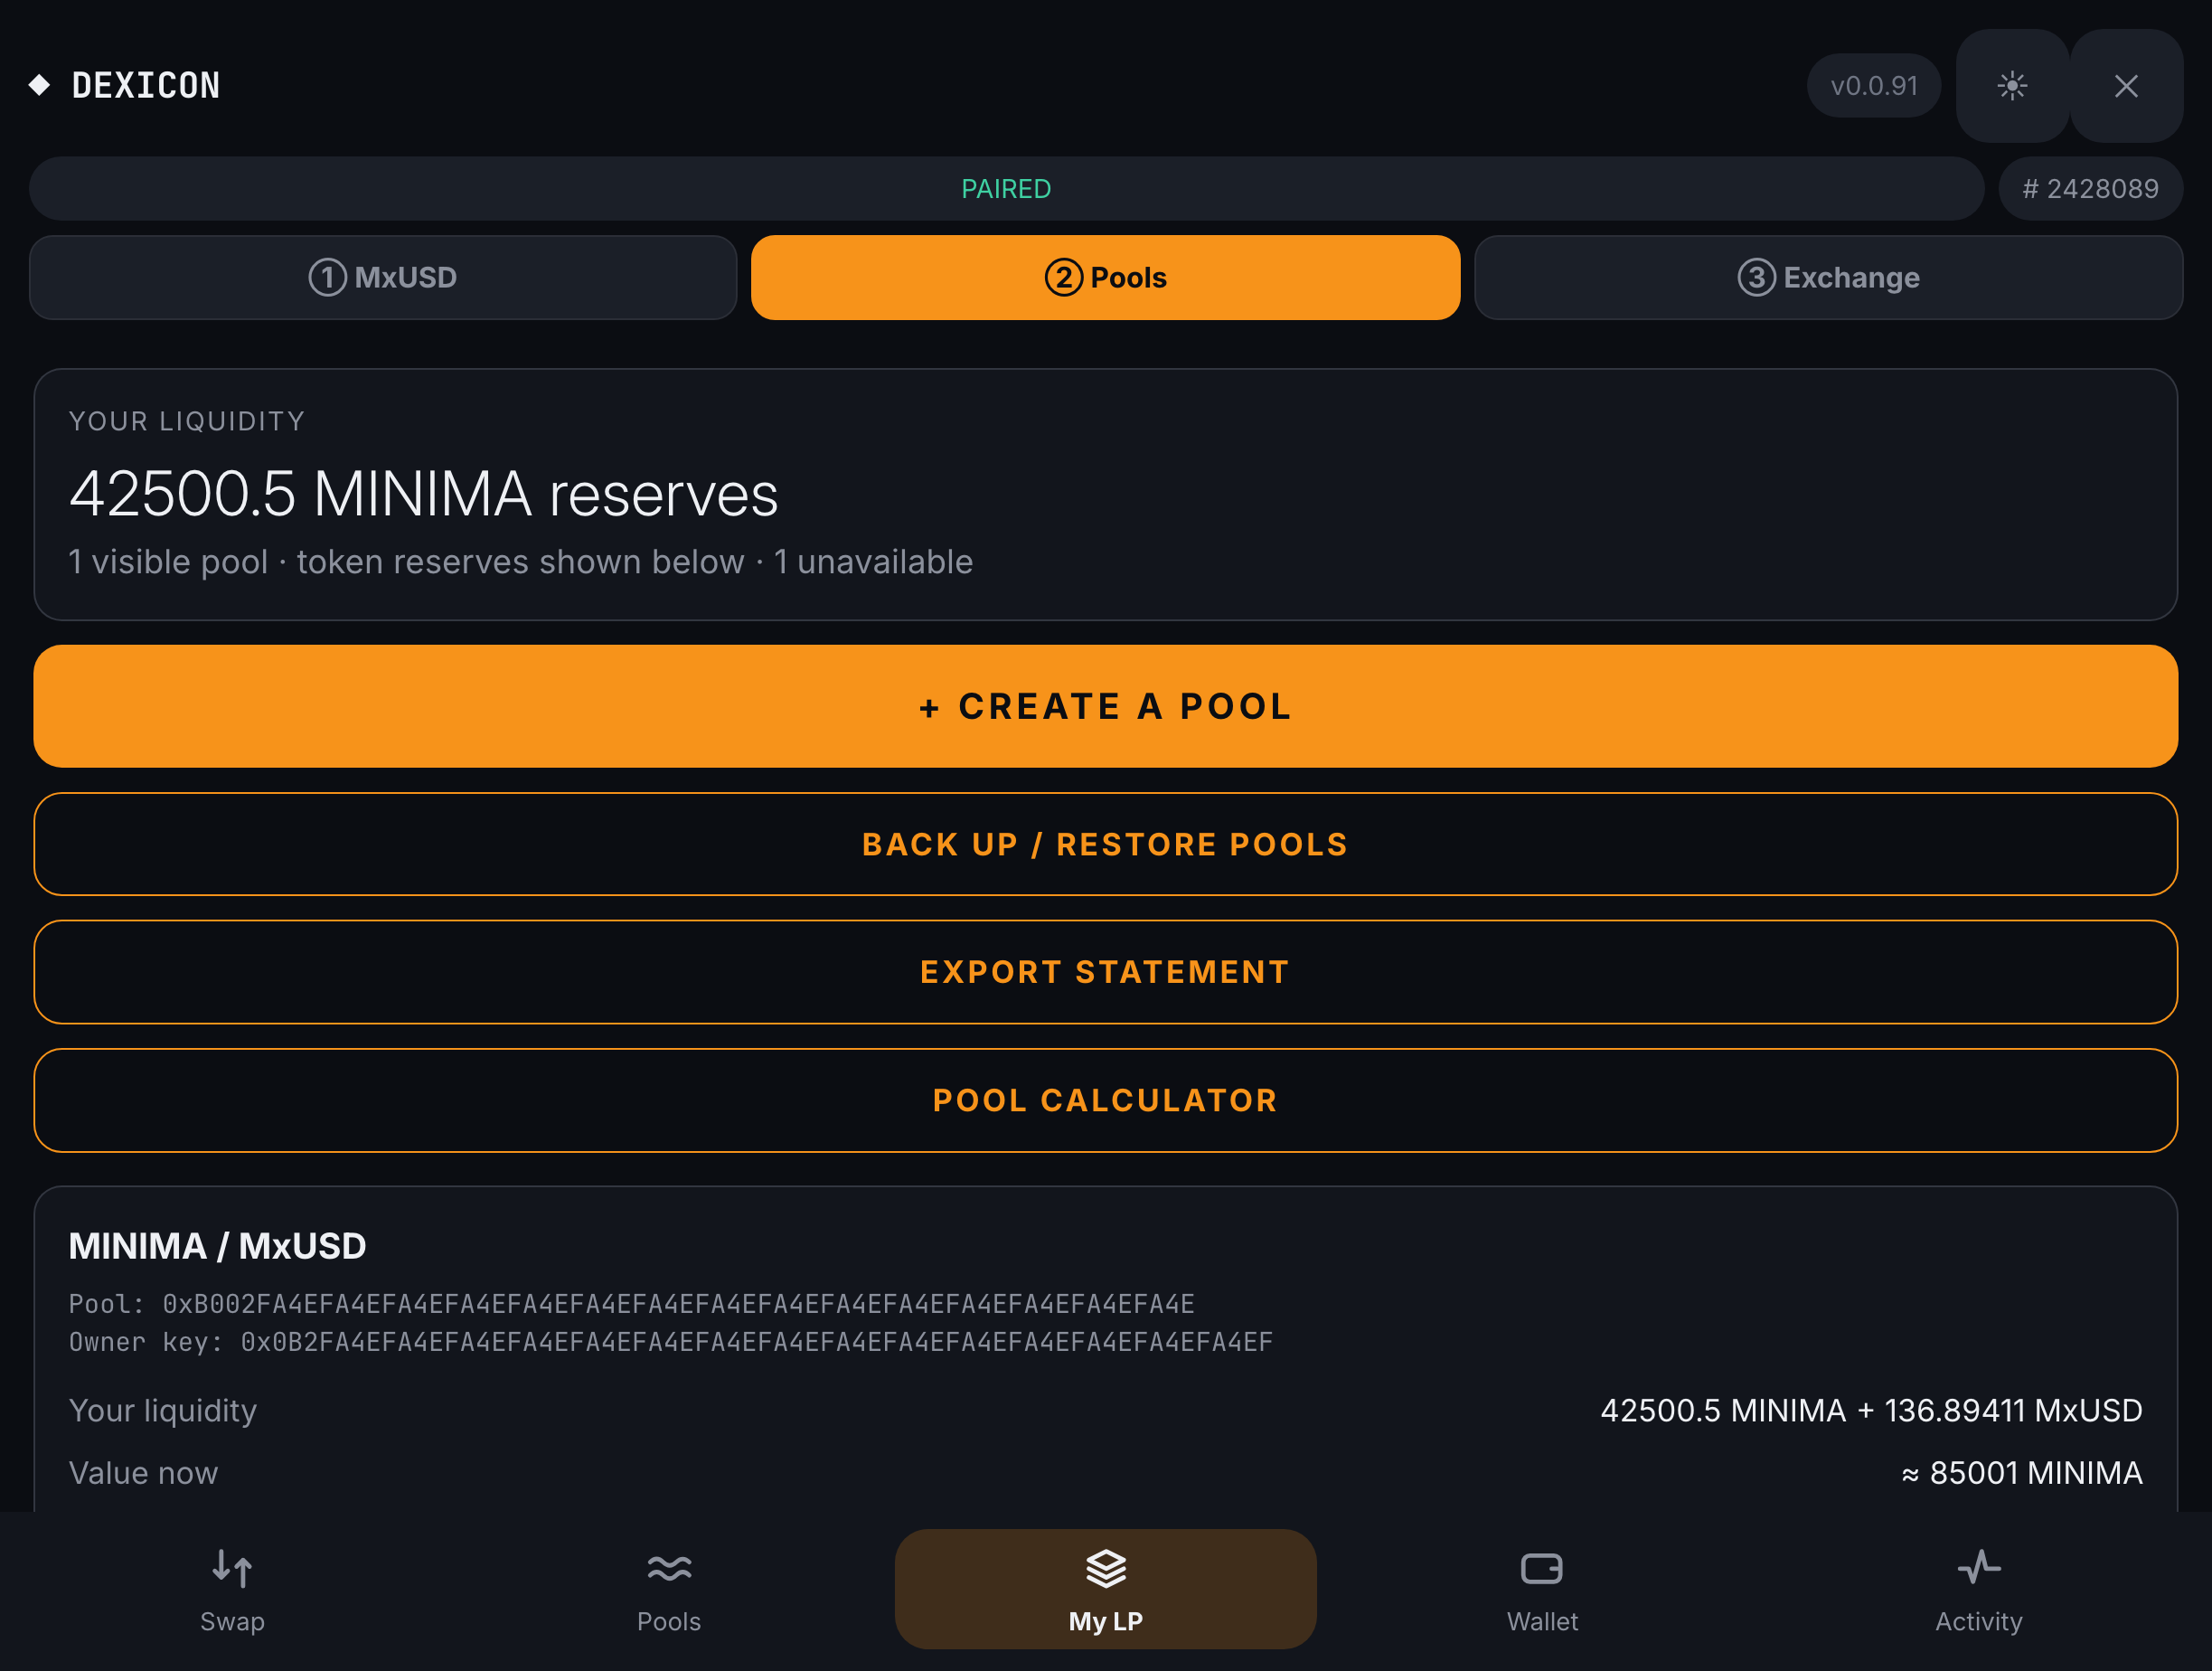 DEXICON
v0.0.91
PAIRED
# 2428089
① MxUSD
② Pools
③ Exchange
YOUR LIQUIDITY
42500.5 MINIMA reserves
1 visible pool · token reserves shown below · 1 unavailable
+ CREATE A POOL
BACK UP / RESTORE POOLS
EXPORT STATEMENT
POOL CALCULATOR
MINIMA / MxUSD
Pool: 0xB002FA4EFA4EFA4EFA4EFA4EFA4EFA4EFA4EFA4EFA4EFA4EFA4EFA4EFA4EFA4E
Owner key: 0x0B2FA4EFA4EFA4EFA4EFA4EFA4EFA4EFA4EFA4EFA4EFA4EFA4EFA4EFA4EFA4EF
Your liquidity
42500.5 MINIMA + 136.89411 MxUSD
Value now
≈ 85001 MINIMA
Swap
Pools
My LP
Wallet
Activity